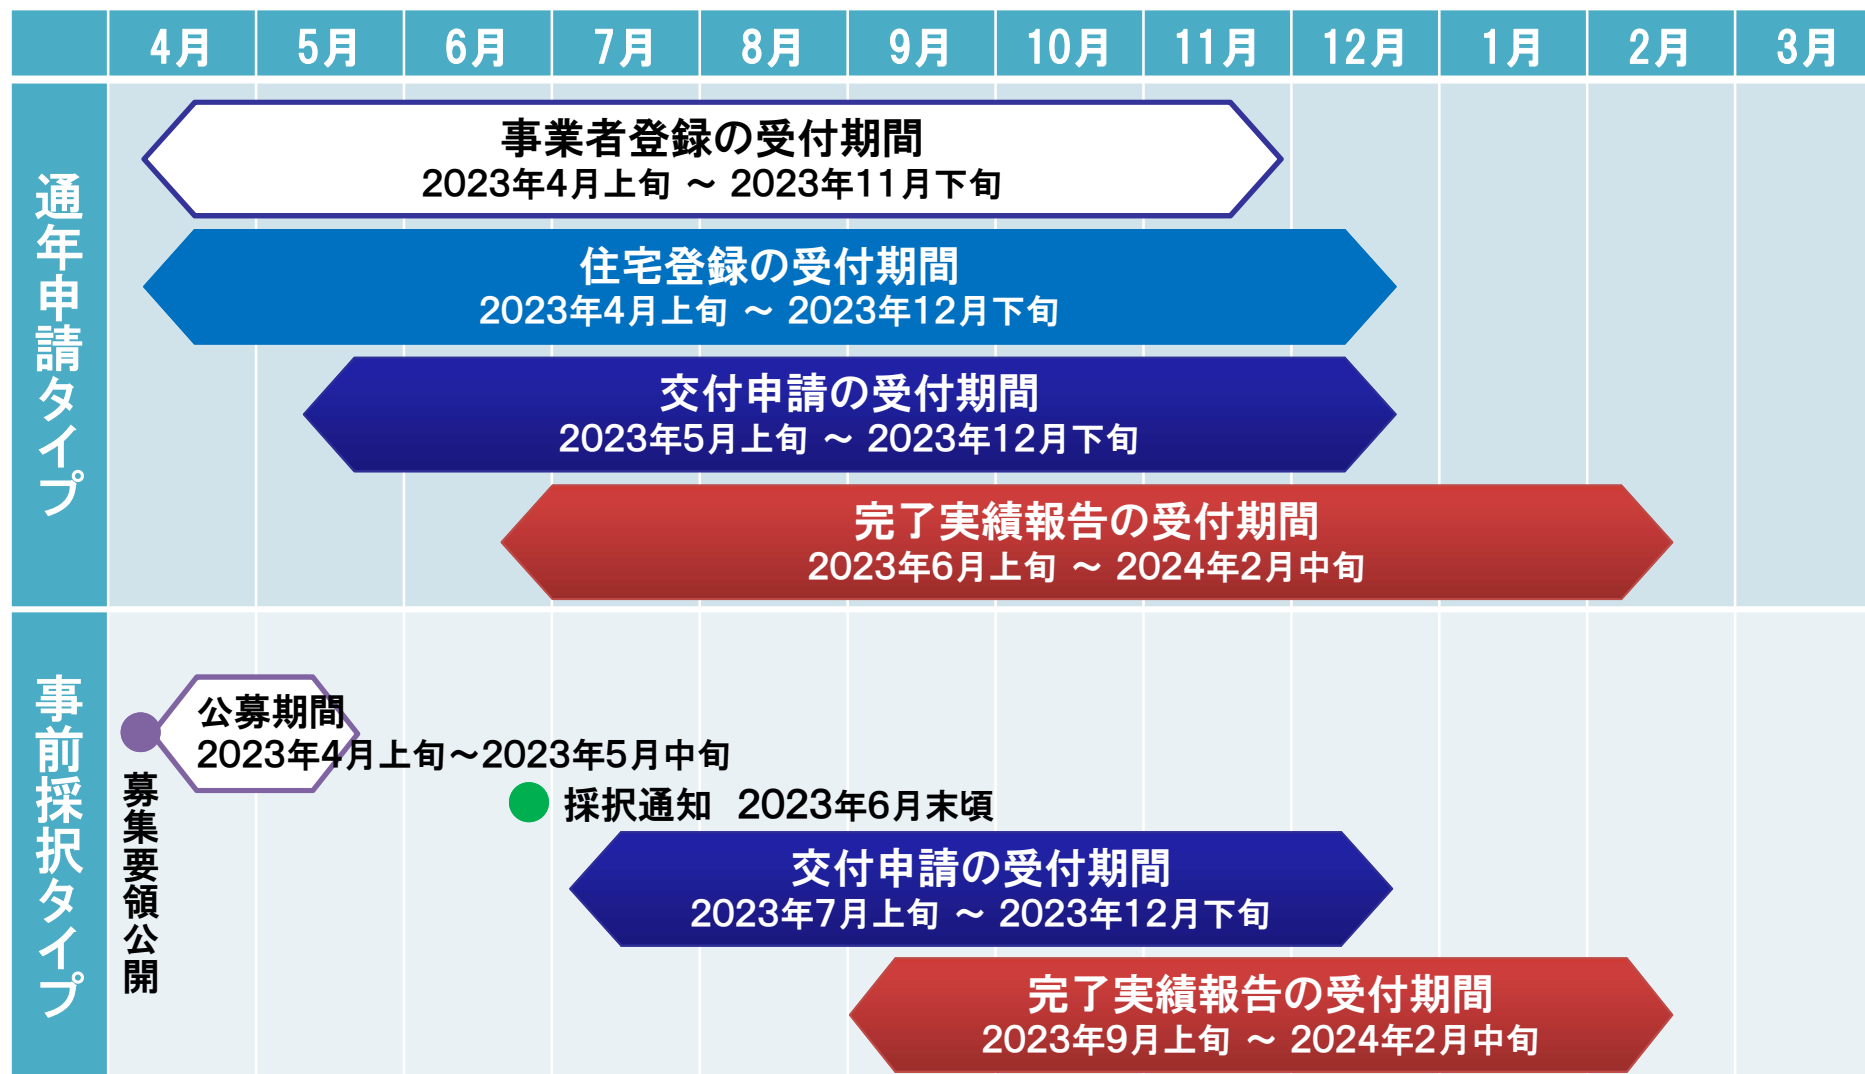 4月 5月 6月 7月 8月 9月 10月 11月 12月 1月 2月 3月
通年申請タイプ
事業者登録の受付期間
2023年4月上旬 ～ 2023年11月下旬
住宅登録の受付期間
2023年4月上旬 ～ 2023年12月下旬
交付申請の受付期間
2023年5月上旬 ～ 2023年12月下旬
完了実績報告の受付期間
2023年6月上旬 ～ 2024年2月中旬
事前採択タイプ
公募期間
2023年4月上旬～2023年5月中旬
募集要領公開
採択通知 2023年6月末頃
交付申請の受付期間
2023年7月上旬 ～ 2023年12月下旬
完了実績報告の受付期間
2023年9月上旬 ～ 2024年2月中旬